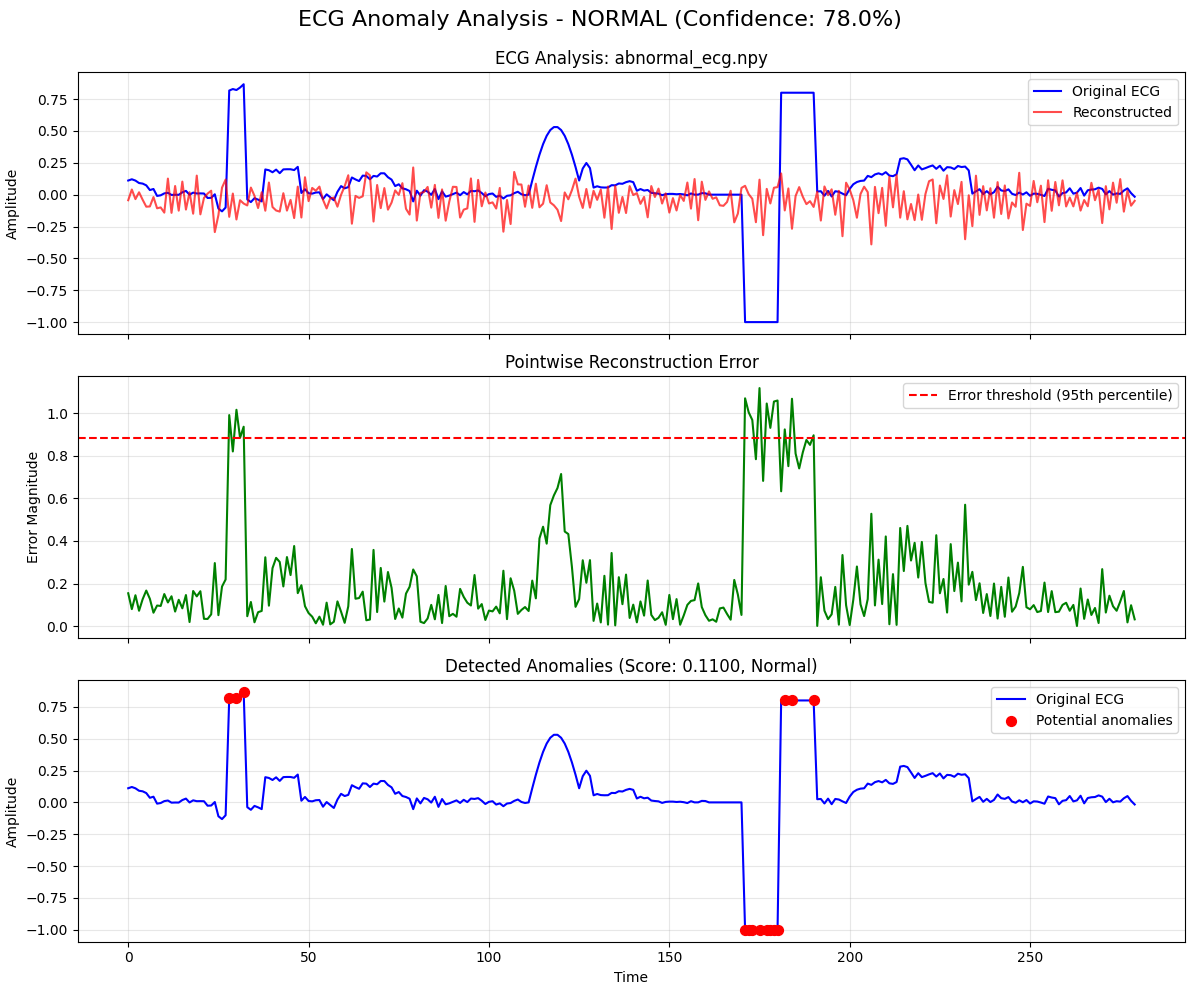 ECG Anomaly Analysis - NORMAL (Confidence: 78.0%)
ECG Analysis: abnormal_ecg.npy
Amplitude
0.75
0.50
0.25
0.00
−0.25
−0.50
−0.75
−1.00
Original ECG
Reconstructed
Pointwise Reconstruction Error
Error Magnitude
1.0
0.8
0.6
0.4
0.2
0.0
Error threshold (95th percentile)
Detected Anomalies (Score: 0.1100, Normal)
Amplitude
0.75
0.50
0.25
0.00
−0.25
−0.50
−0.75
−1.00
Original ECG
Potential anomalies
0 50 100 150 200 250
Time